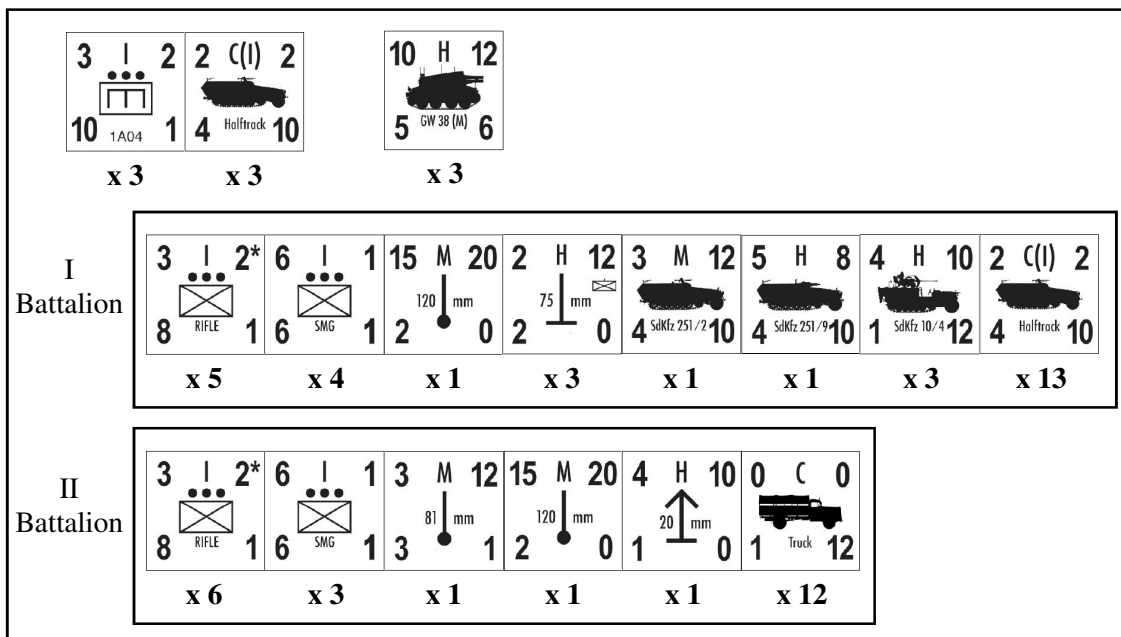 3 I 2 2 C(I) 2 10 H 12
1A04 Halftrack GW 38 (M)
10 1 4 10 5 6
x 3 x 3 x 3
I Battalion
3 I 2* 6 I 1 15 M 20 2 H 12 3 M 12 5 H 8 4 H 10 2 C(I) 2
120 mm 75 mm
RIFLE SMG SdKfz 251/2 SdKfz 251/9 SdKfz 10/4 Halftrack
8 1 6 1 2 0 2 0 4 10 4 10 1 12 4 10
x 5 x 4 x 1 x 3 x 1 x 1 x 3 x 13
II Battalion
3 I 2* 6 I 1 3 M 12 15 M 20 4 H 10 0 C 0
81 mm 120 mm 20 mm
RIFLE SMG Truck
8 1 6 1 3 1 2 0 1 0 1 12
x 6 x 3 x 1 x 1 x 1 x 12